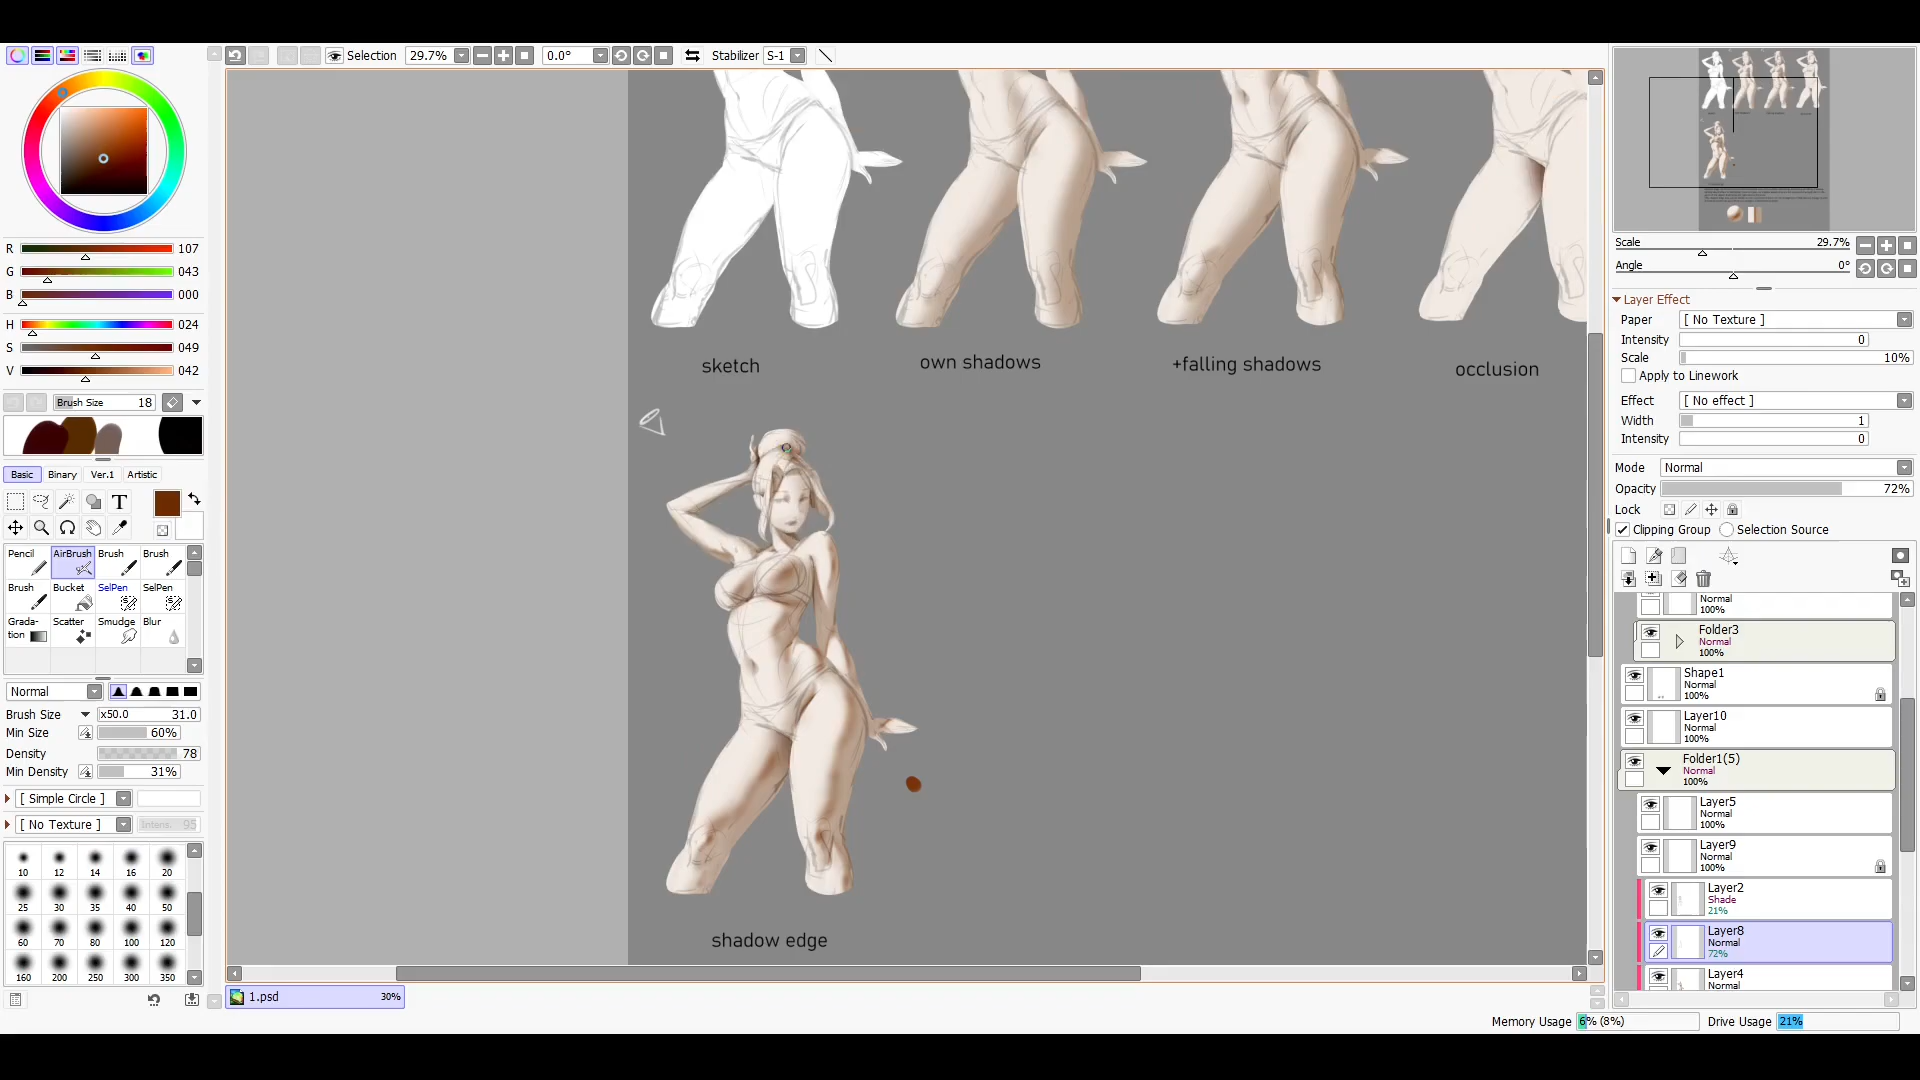 Selection 29.7% 0.0° Stabilizer S-1
R 107
G 043
B 000
H 024
S 049
V 042
Brush Size 18
Basic Binary Ver.1 Artistic
T
Pencil AirBrush Brush Brush
Brush Bucket SelPen SelPen
Grada-tion Scatter Smudge Blur
Normal
Brush Size x50.0 31.0
Min Size 60%
Density 78
Min Density 31%
[ Simple Circle ]
[ No Texture ] Intens. 95
10 12 14 16 20
25 30 35 40 50
60 70 80 100 120
160 200 250 300 350
sketch
own shadows
+falling shadows
occlusion
shadow edge
1.psd 30%
Scale 29.7%
Angle 0°
Layer Effect
Paper [ No Texture ]
Intensity 0
Scale 10%
Apply to Linework
Effect [ No effect ]
Width 1
Intensity 0
Mode Normal
Opacity 72%
Lock
Clipping Group Selection Source
Normal
100%
Folder3
Normal
100%
Shape1
Normal
100%
Layer10
Normal
100%
Folder1(5)
Normal
100%
Layer5
Normal
100%
Layer9
Normal
100%
Layer2
Shade
21%
Layer8
Normal
72%
Layer4
Normal
Memory Usage 6% (8%) Drive Usage 21%